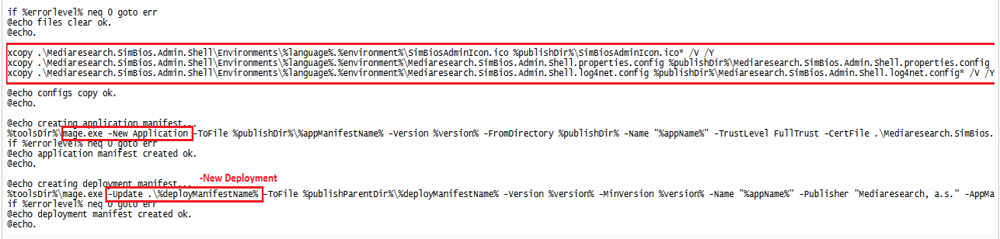 if %errorlevel% neq 0 goto err
@echo files clear ok.
@echo.
xcopy .\Mediaresearch.SimBios.Admin.Shell\Environments\%language%.%environment%\SimBiosAdminIcon.ico %publishDir%\SimBiosAdminIcon.ico* /V /Y
xcopy .\Mediaresearch.SimBios.Admin.Shell\Environments\%language%.%environment%\Mediaresearch.SimBios.Admin.Shell.properties.config %publishDir%\Mediaresearch.SimBios.Admin.Shell.properties.config
xcopy .\Mediaresearch.SimBios.Admin.Shell\Environments\%language%.%environment%\Mediaresearch.SimBios.Admin.Shell.log4net.config %publishDir%\Mediaresearch.SimBios.Admin.Shell.log4net.config* /V /Y
@echo configs copy ok.
@echo.
@echo creating application manifest...
%toolsDir%\mage.exe -New Application -ToFile %publishDir%\%appManifestName% -Version %version% -FromDirectory %publishDir% -Name "%appName%" -TrustLevel FullTrust -CertFile .\Mediaresearch.SimBios.
if %errorlevel% neq 0 goto err
@echo application manifest created ok.
@echo.
-New Deployment
@echo creating deployment manifest...
%toolsDir%\mage.exe -Update .\%deployManifestName% -ToFile %publishParentDir%\%deployManifestName% -Version %version% -MinVersion %version% -Name "%appName%" -Publisher "Mediaresearch, a.s." -AppMa
if %errorlevel% neq 0 goto err
@echo deployment manifest created ok.
@echo.